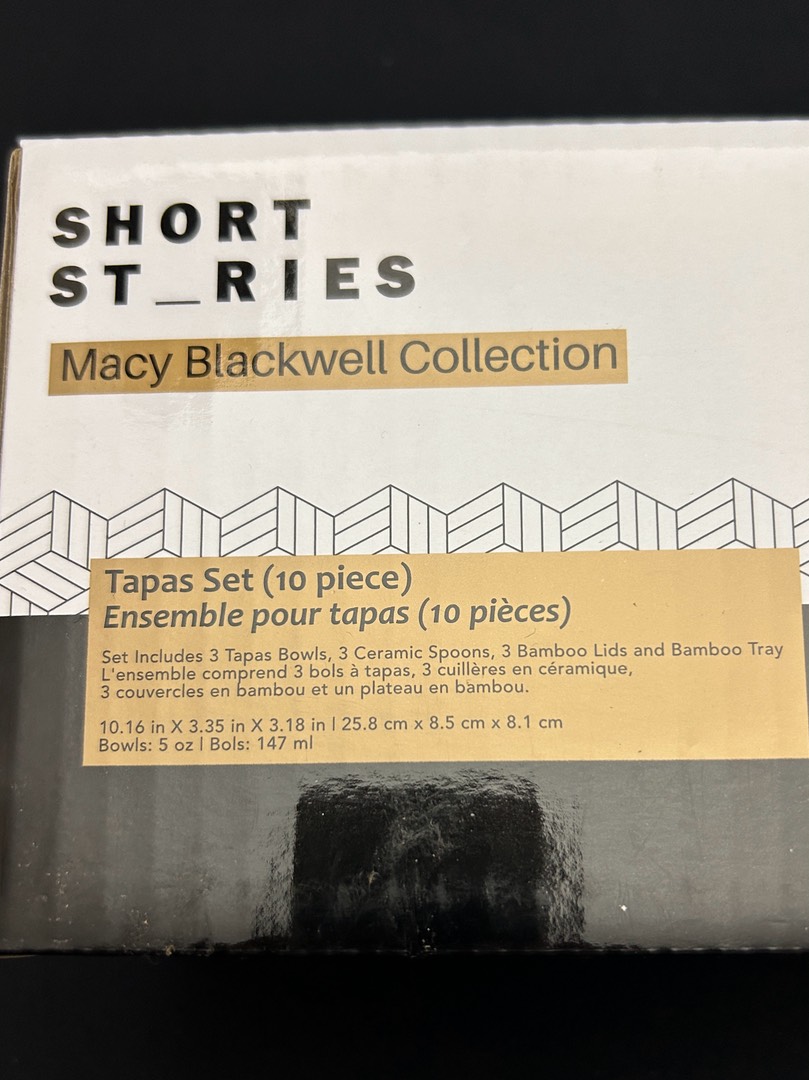 SHORT
ST_RIES
Macy Blackwell Collection
Tapas Set (10 piece)
Ensemble pour tapas (10 pièces)
Set Includes 3 Tapas Bowls, 3 Ceramic Spoons, 3 Bamboo Lids and Bamboo Tray
L'ensemble comprend 3 bols à tapas, 3 cuillères en céramique,
3 couvercles en bambou et un plateau en bambou.
10.16 in X 3.35 in X 3.18 in | 25.8 cm x 8.5 cm x 8.1 cm
Bowls: 5 oz | Bols: 147 ml